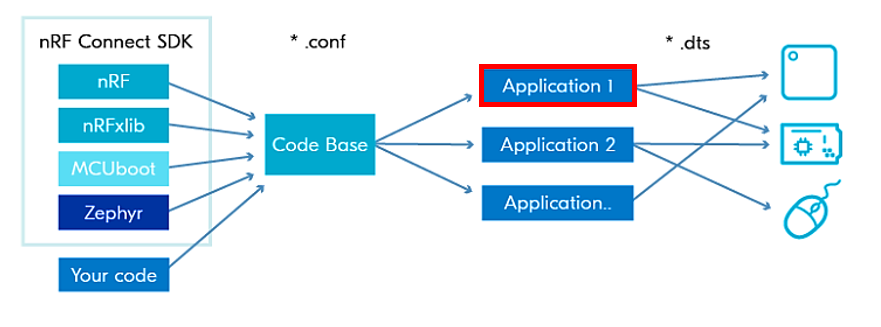 nRF Connect SDK
* .conf
* .dts
nRF
nRFxlib
MCUboot
Zephyr
Your code
Code Base
Application 1
Application 2
Application..